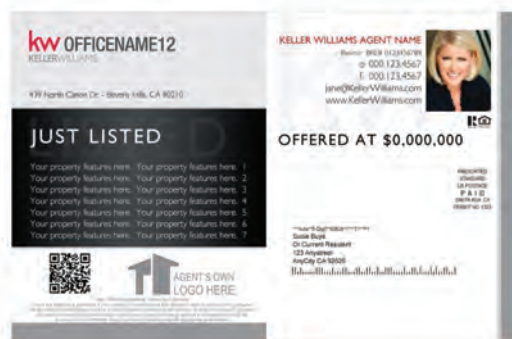 kw OFFICENAME12
KELLERWILLIAMS.
439 North Canon Dr. - Beverly Hills, CA 90210
JUST LISTED
Your property features here. Your property features here. 1
Your property features here. Your property features here. 2
Your property features here. Your property features here. 3
Your property features here. Your property features here. 4
Your property features here. Your property features here. 5
Your property features here. Your property features here. 6
Your property features here. Your property features here. 7
AGENT'S OWN
LOGO HERE
KELLER WILLIAMS AGENT NAME
Realtor BRE# 0123456789
o 000.123.4567
f. 000.123.4567
jane@KellerWilliams.com
www.KellerWilliams.com
OFFERED AT $0,000,000
PRESORTED
STANDARD
US POSTAGE
PAID
Susie Buys
Or Current Resident
123 Anystreet
AnyCity CA 92626